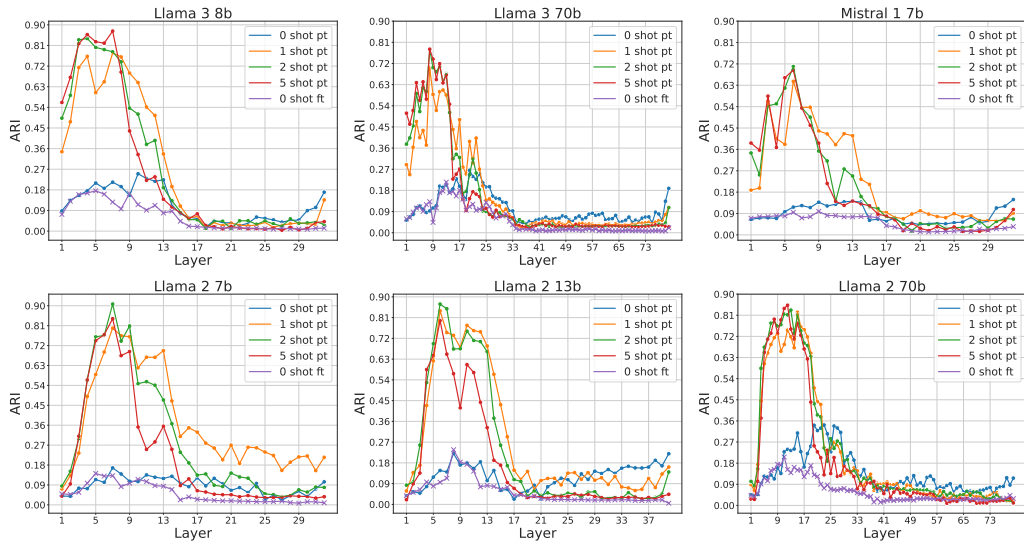 Llama 3 8b
0.90
0.81
0.72
0.63
0.54
0.45
0.36
0.27
0.18
0.09
0.00
ARI
0 shot pt
1 shot pt
2 shot pt
5 shot pt
0 shot ft
1 5 9 13 17 21 25 29
Layer
Llama 3 70b
0.90
0.81
0.72
0.63
0.54
0.45
0.36
0.27
0.18
0.09
0.00
ARI
0 shot pt
1 shot pt
2 shot pt
5 shot pt
0 shot ft
1 9 17 25 33 41 49 57 65 73
Layer
Mistral 1 7b
0.90
0.81
0.72
0.63
0.54
0.45
0.36
0.27
0.18
0.09
0.00
ARI
0 shot pt
1 shot pt
2 shot pt
5 shot pt
0 shot ft
1 5 9 13 17 21 25 29
Layer
Llama 2 7b
0.90
0.81
0.72
0.63
0.54
0.45
0.36
0.27
0.18
0.09
0.00
ARI
0 shot pt
1 shot pt
2 shot pt
5 shot pt
0 shot ft
1 5 9 13 17 21 25 29
Layer
Llama 2 13b
0.90
0.81
0.72
0.63
0.54
0.45
0.36
0.27
0.18
0.09
0.00
ARI
0 shot pt
1 shot pt
2 shot pt
5 shot pt
0 shot ft
1 5 9 13 17 21 25 29 33 37
Layer
Llama 2 70b
0.90
0.81
0.72
0.63
0.54
0.45
0.36
0.27
0.18
0.09
0.00
ARI
0 shot pt
1 shot pt
2 shot pt
5 shot pt
0 shot ft
1 9 17 25 33 41 49 57 65 73
Layer